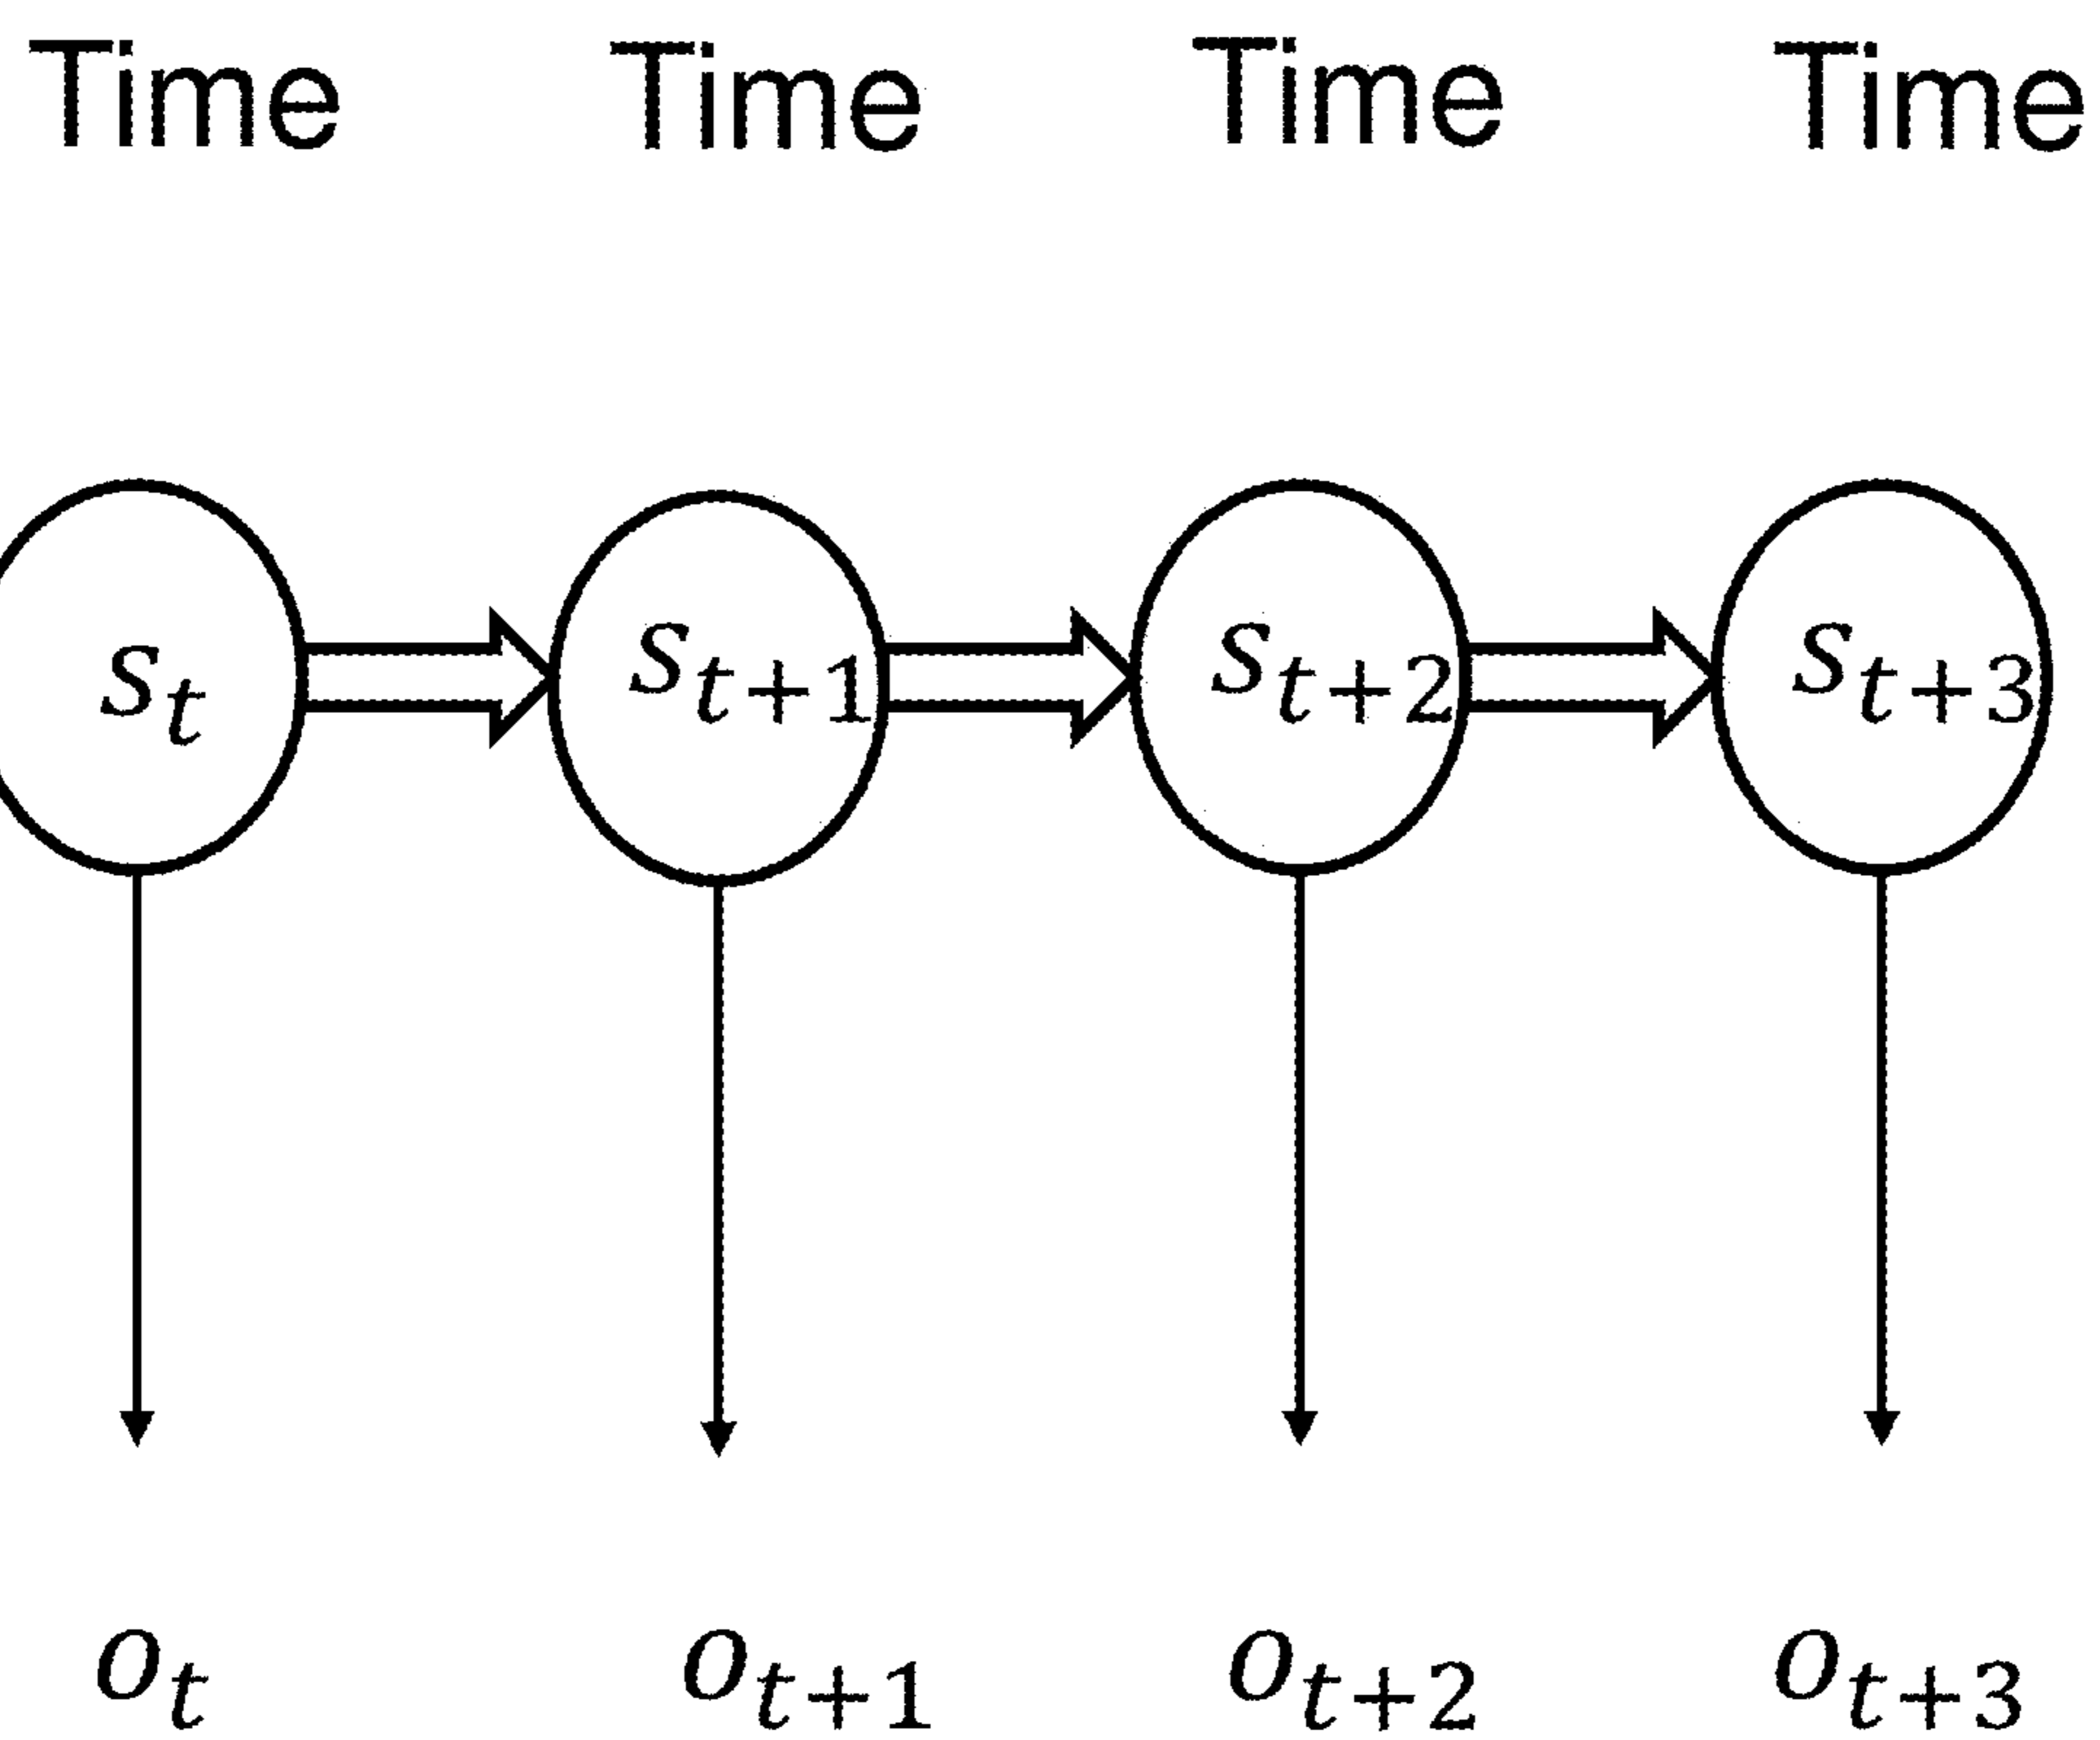 Time Time Time Time
s_t s_{t+1} s_{t+2} s_{t+3}
o_t o_{t+1} o_{t+2} o_{t+3}